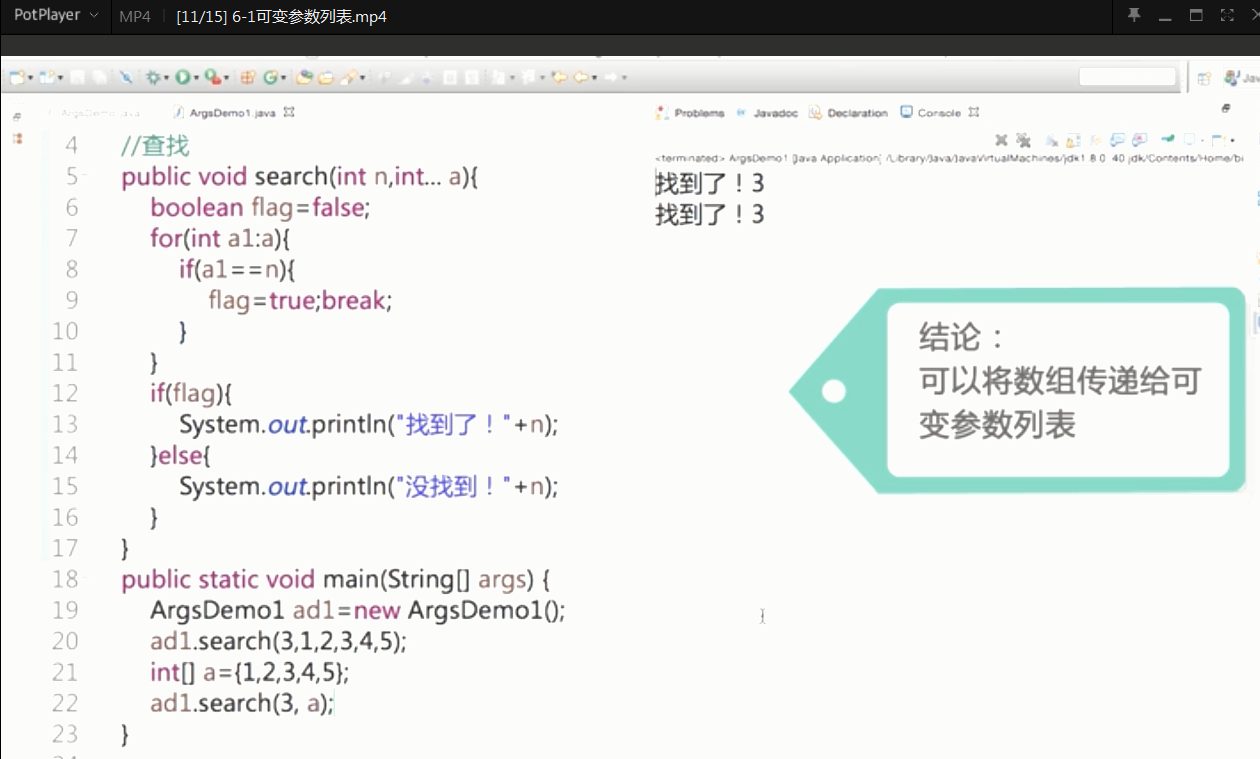 PotPlayer MP4 [11/15] 6-1可变参数列表.mp4
ArgsDemo1.java
Problems Javadoc Declaration Console
<terminated> ArgsDemo1 [Java Application] /Library/Java/JavaVirtualMachines/jdk1.8.0_40.jdk/Contents/Home/bi
4 //查找
5 public void search(int n,int... a){
6 boolean flag=false;
7 for(int a1:a){
8 if(a1==n){
9 flag=true;break;
10 }
11 }
12 if(flag){
13 System.out.println("找到了！"+n);
14 }else{
15 System.out.println("没找到！"+n);
16 }
17 }
18 public static void main(String[] args) {
19 ArgsDemo1 ad1=new ArgsDemo1();
20 ad1.search(3,1,2,3,4,5);
21 int[] a={1,2,3,4,5};
22 ad1.search(3, a);
23 }
找到了！3
找到了！3
结论：
可以将数组传递给可
变参数列表